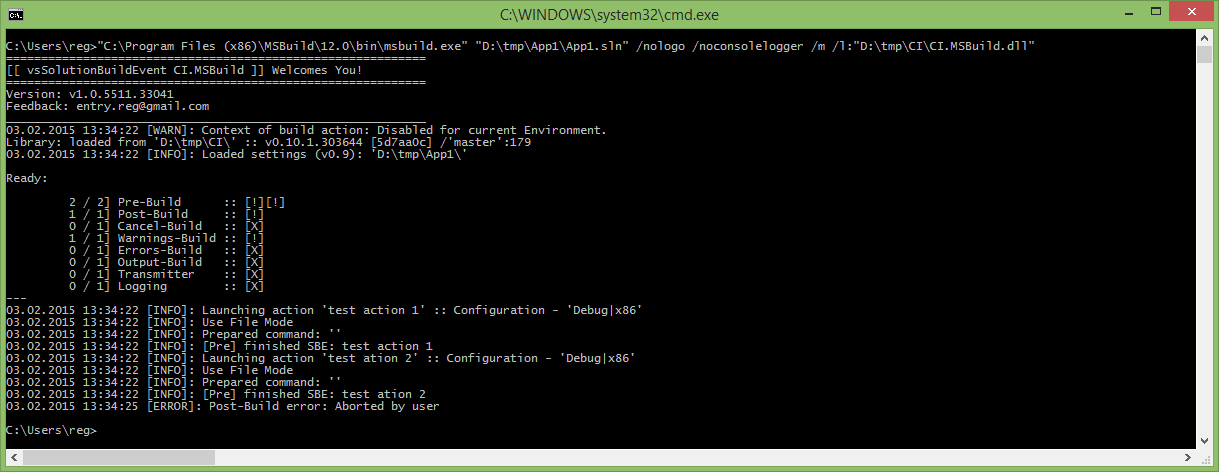 C:\WINDOWS\system32\cmd.exe
C:\Users\reg>"C:\Program Files (x86)\MSBuild\12.0\bin\msbuild.exe" "D:\tmp\App1\App1.sln" /nologo /noconsolelogger /m /l:"D:\tmp\CI\CI.MSBuild.dll"
============================================================
[[ vsSolutionBuildEvent CI.MSBuild ]] Welcomes You!
============================================================
Version: v1.0.5511.33041
Feedback: entry.reg@gmail.com
____________________________________________________________
03.02.2015 13:34:22 [WARN]: Context of build action: Disabled for current Environment.
Library: loaded from 'D:\tmp\CI\' :: v0.10.1.303644 [5d7aa0c] /'master':179
03.02.2015 13:34:22 [INFO]: Loaded settings (v0.9): 'D:\tmp\App1\'
Ready:
2 / 2] Pre-Build      :: [!][!]
1 / 1] Post-Build     :: [!]
0 / 1] Cancel-Build   :: [X]
1 / 1] Warnings-Build :: [!]
0 / 1] Errors-Build   :: [X]
0 / 1] Output-Build   :: [X]
0 / 1] Transmitter    :: [X]
0 / 1] Logging        :: [X]
---
03.02.2015 13:34:22 [INFO]: Launching action 'test action 1' :: Configuration - 'Debug|x86'
03.02.2015 13:34:22 [INFO]: Use File Mode
03.02.2015 13:34:22 [INFO]: Prepared command: ''
03.02.2015 13:34:22 [INFO]: [Pre] finished SBE: test action 1
03.02.2015 13:34:22 [INFO]: Launching action 'test ation 2' :: Configuration - 'Debug|x86'
03.02.2015 13:34:22 [INFO]: Use File Mode
03.02.2015 13:34:22 [INFO]: Prepared command: ''
03.02.2015 13:34:22 [INFO]: [Pre] finished SBE: test ation 2
03.02.2015 13:34:25 [ERROR]: Post-Build error: Aborted by user
C:\Users\reg>